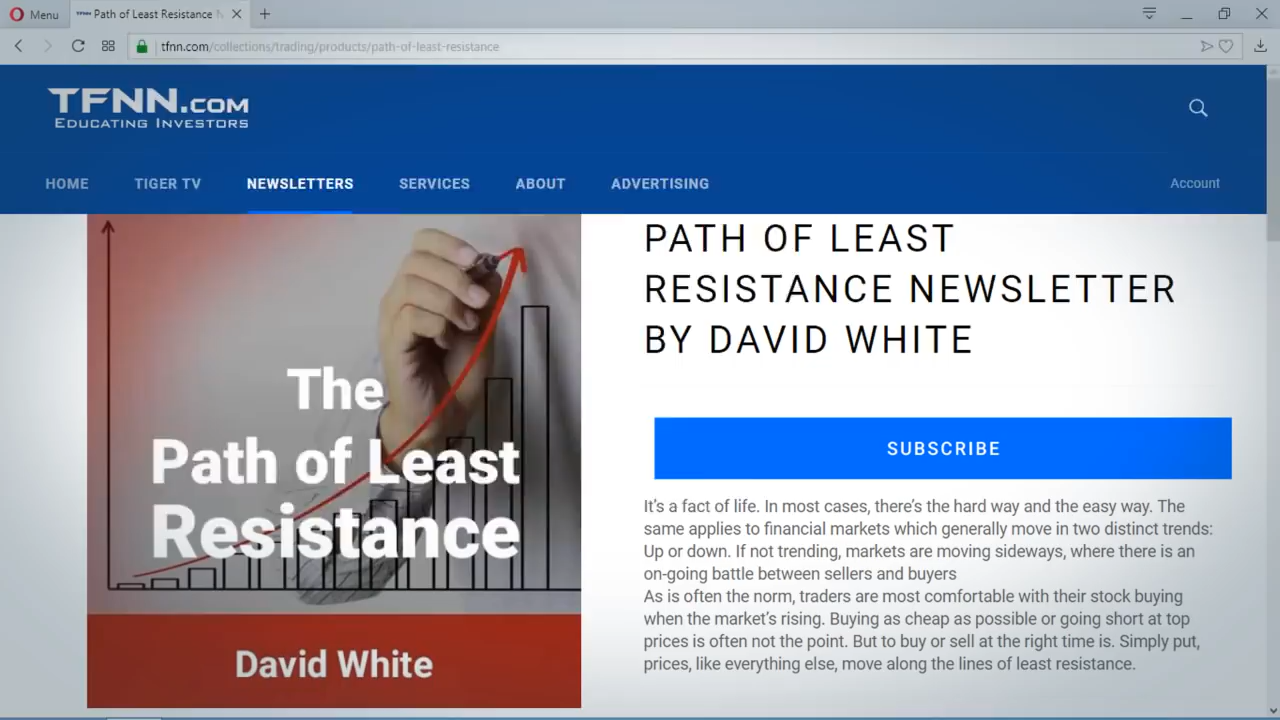 Menu
Path of Least Resistance
tfnn.com/collections/trading/products/path-of-least-resistance
TFNN.COM
EDUCATING INVESTORS
HOME
TIGER TV
NEWSLETTERS
SERVICES
ABOUT
ADVERTISING
Account
The
Path of Least
Resistance
David White
PATH OF LEAST
RESISTANCE NEWSLETTER
BY DAVID WHITE
SUBSCRIBE
It's a fact of life. In most cases, there's the hard way and the easy way. The
same applies to financial markets which generally move in two distinct trends:
Up or down. If not trending, markets are moving sideways, where there is an
on-going battle between sellers and buyers
As is often the norm, traders are most comfortable with their stock buying
when the market's rising. Buying as cheap as possible or going short at top
prices is often not the point. But to buy or sell at the right time is. Simply put,
prices, like everything else, move along the lines of least resistance.